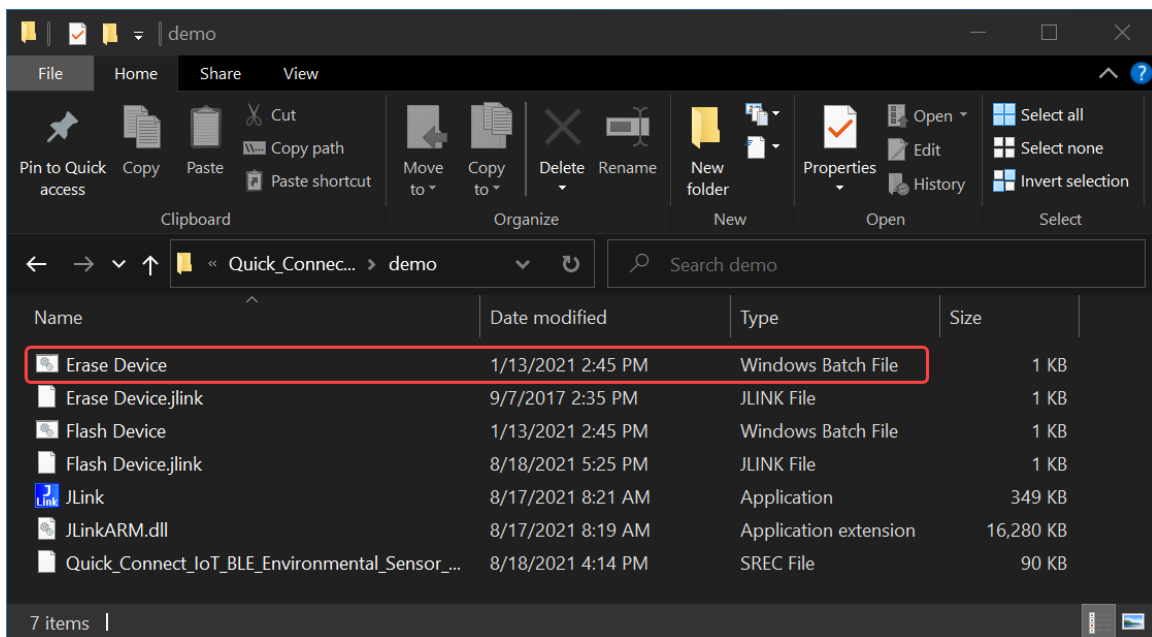 demo
File Home Share View
Pin to Quick access
Copy
Paste
Cut
Copy path
Paste shortcut
Clipboard
Move to
Copy to
Delete
Rename
Organize
New folder
New
Properties
Open
Edit
History
Open
Select all
Select none
Invert selection
Select
« Quick_Connec... > demo
Search demo
Name Date modified Type Size
Erase Device 1/13/2021 2:45 PM Windows Batch File 1 KB
Erase Device.jlink 9/7/2017 2:35 PM JLINK File 1 KB
Flash Device 1/13/2021 2:45 PM Windows Batch File 1 KB
Flash Device.jlink 8/18/2021 5:25 PM JLINK File 1 KB
JLink 8/17/2021 8:21 AM Application 349 KB
JLinkARM.dll 8/17/2021 8:19 AM Application extension 16,280 KB
Quick_Connect_IoT_BLE_Environmental_Sensor_... 8/18/2021 4:14 PM SREC File 90 KB
7 items